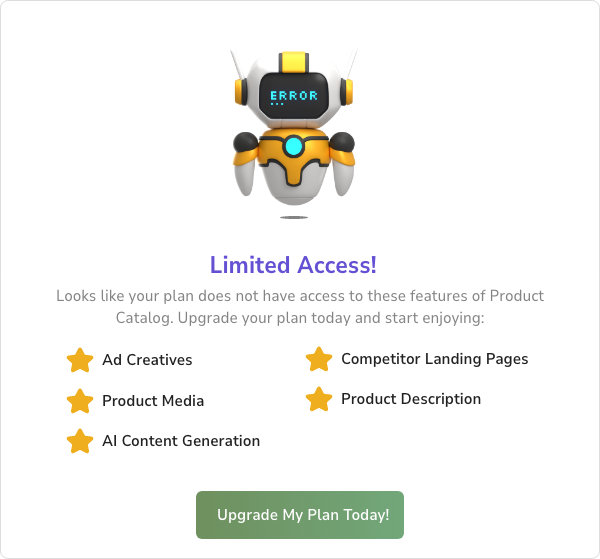 ERROR
...
Limited Access!
Looks like your plan does not have access to these features of Product
Catalog. Upgrade your plan today and start enjoying:
Ad Creatives
Competitor Landing Pages
Product Media
Product Description
AI Content Generation
Upgrade My Plan Today!